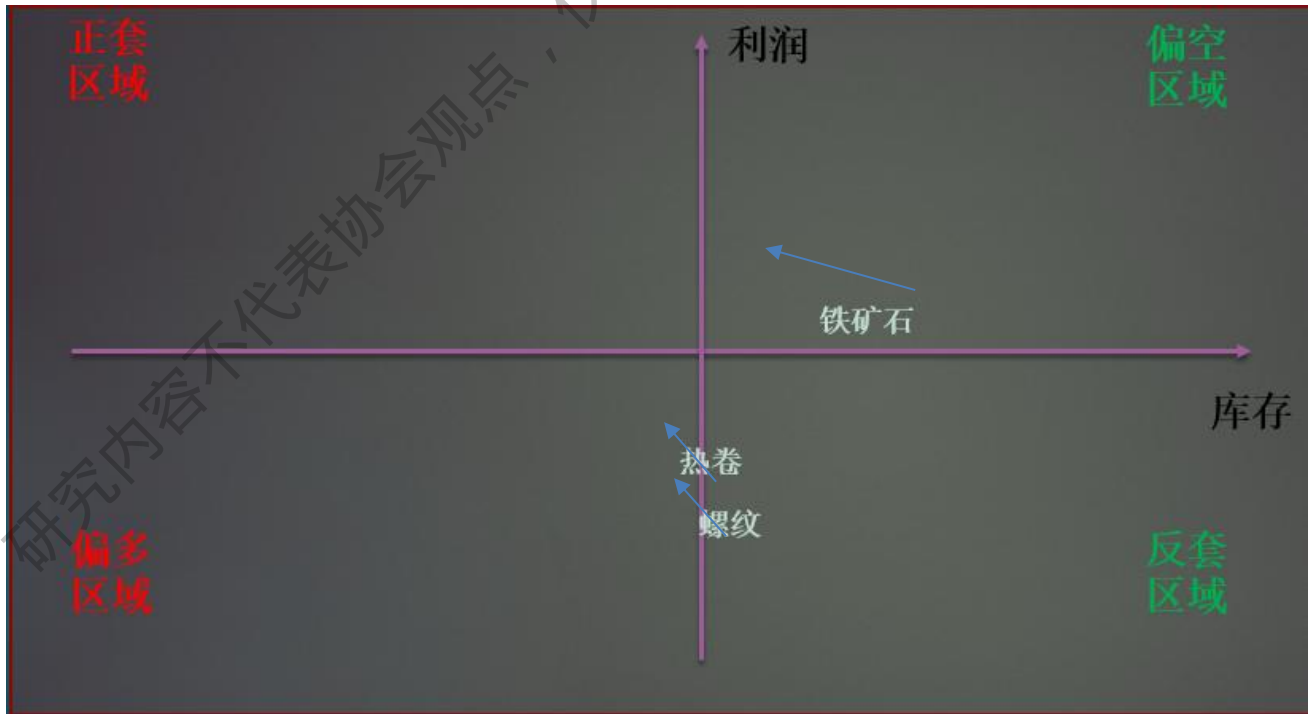 正套
区域
利润
偏空
区域
铁矿石
库存
热卷
螺纹
偏多
区域
反套
区域
研究内容不代表协会观点，